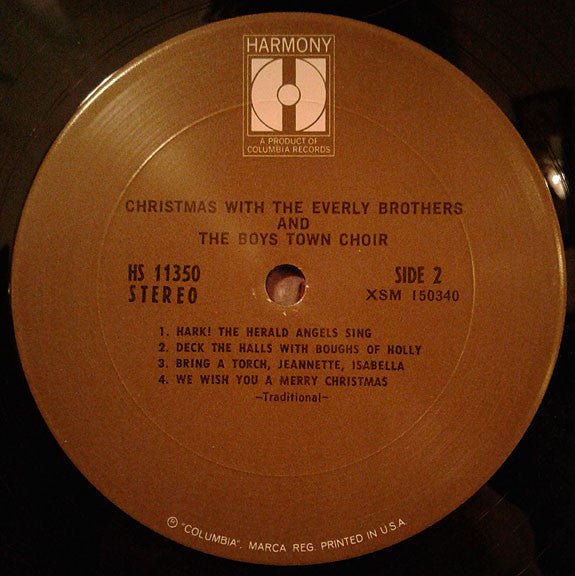 HARMONY
A PRODUCT OF
COLUMBIA RECORDS
CHRISTMAS WITH THE EVERLY BROTHERS
AND
THE BOYS TOWN CHOIR
HS 11350
STEREO
SIDE 2
XSM 150340
1. HARK! THE HERALD ANGELS SING
2. DECK THE HALLS WITH BOUGHS OF HOLLY
3. BRING A TORCH, JEANNETTE, ISABELLA
4. WE WISH YOU A MERRY CHRISTMAS
-Traditional-
Ⓡ "COLUMBIA", MARCA REG. PRINTED IN U.S.A.